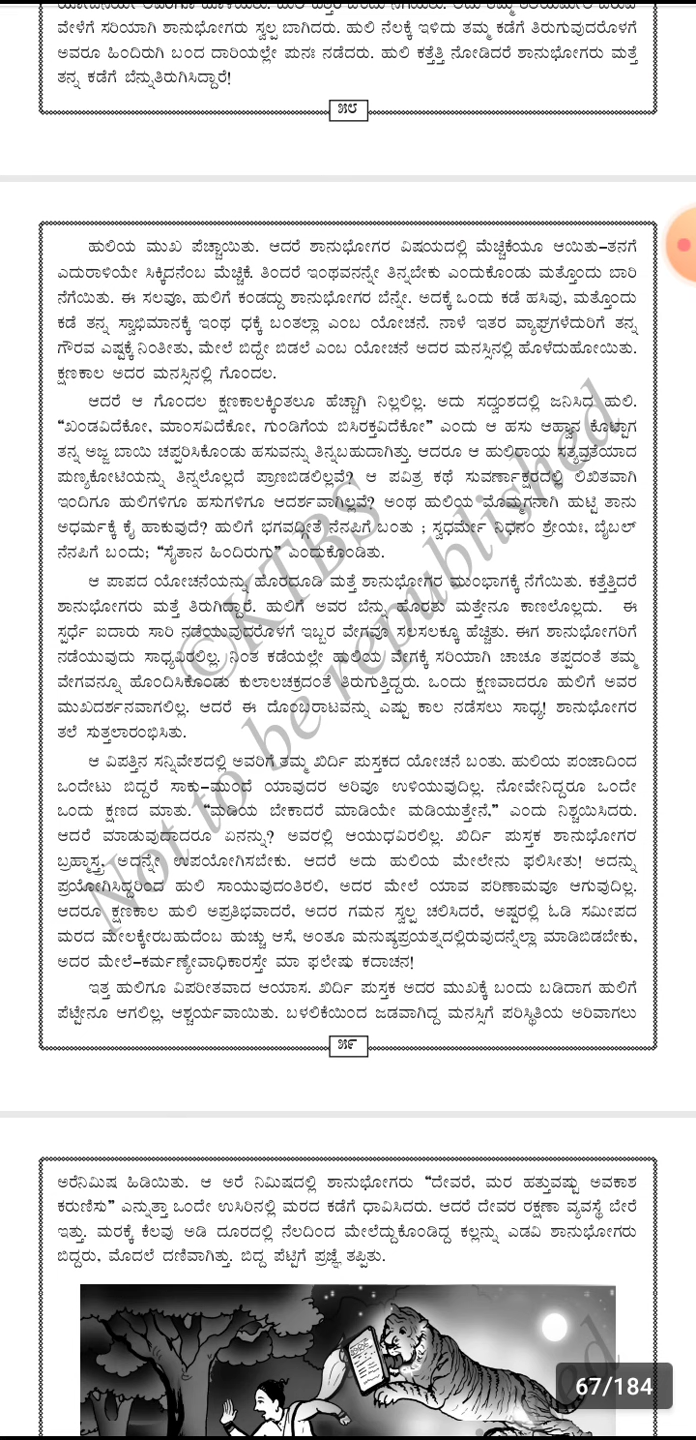 ವೇಳೆಗೆ ಸರಿಯಾಗಿ ಶಾನುಭೋಗರು ಸ್ವಲ್ಪ ಬಾಗಿದರು. ಹುಲಿ ನೆಲಕ್ಕೆ ಇಳಿದು ತಮ್ಮ ಕಡೆಗೆ ತಿರುಗುವುದರೊಳಗೆ
ಅವರೂ ಹಿಂದಿರುಗಿ ಬಂದ ದಾರಿಯಲ್ಲೇ ಪುನಃ ನಡೆದರು. ಹುಲಿ ಕತ್ತೆತ್ತಿ ನೋಡಿದರೆ ಶಾನುಭೋಗರು ಮತ್ತೆ
ತನ್ನ ಕಡೆಗೆ ಬೆನ್ನುತಿರುಗಿಸಿದ್ದಾರೆ!
೫೮
ಹುಲಿಯ ಮುಖ ಪೆಚ್ಚಾಯಿತು. ಆದರೆ ಶಾನುಭೋಗರ ವಿಷಯದಲ್ಲಿ ಮೆಚ್ಚಿಕೆಯೂ ಆಯಿತು–ತನಗೆ
ಎದುರಾಳಿಯೇ ಸಿಕ್ಕಿದನೆಂಬ ಮೆಚ್ಚಿಕೆ. ತಿಂದರೆ ಇಂಥವನನ್ನೇ ತಿನ್ನಬೇಕು ಎಂದುಕೊಂಡು ಮತ್ತೊಂದು ಬಾರಿ
ನೆಗೆಯಿತು. ಈ ಸಲವೂ, ಹುಲಿಗೆ ಕಂಡದ್ದು ಶಾನುಭೋಗರ ಬೆನ್ನೇ. ಅದಕ್ಕೆ ಒಂದು ಕಡೆ ಹಸಿವು, ಮತ್ತೊಂದು
ಕಡೆ ತನ್ನ ಸ್ವಾಭಿಮಾನಕ್ಕೆ ಇಂಥ ಧಕ್ಕೆ ಬಂತಲ್ಲಾ ಎಂಬ ಯೋಚನೆ. ನಾಳೆ ಇತರ ವ್ಯಾಘ್ರಗಳೆದುರಿಗೆ ತನ್ನ
ಗೌರವ ಎಷ್ಟಕ್ಕೆ ನಿಂತೀತು, ಮೇಲೆ ಬಿದ್ದೇ ಬಿಡಲೆ ಎಂಬ ಯೋಚನೆ ಅದರ ಮನಸ್ಸಿನಲ್ಲಿ ಹೊಳೆದುಹೋಯಿತು.
ಕ್ಷಣಕಾಲ ಅದರ ಮನಸ್ಸಿನಲ್ಲಿ ಗೊಂದಲ.
ಆದರೆ ಆ ಗೊಂದಲ ಕ್ಷಣಕಾಲಕ್ಕಿಂತಲೂ ಹೆಚ್ಚಾಗಿ ನಿಲ್ಲಲಿಲ್ಲ. ಅದು ಸದ್ವಂಶದಲ್ಲಿ ಜನಿಸಿದ ಹುಲಿ.
“ಖಂಡವಿದೆಕೋ, ಮಾಂಸವಿದೆಕೋ, ಗುಂಡಿಗೆಯ ಬಿಸಿರಕ್ತವಿದೆಕೋ” ಎಂದು ಆ ಹಸು ಆಹ್ವಾನ ಕೊಟ್ಟಾಗ
ತನ್ನ ಅಜ್ಜ ಬಾಯಿ ಚಪ್ಪರಿಸಿಕೊಂಡು ಹಸುವನ್ನು ತಿನ್ನಬಹುದಾಗಿತ್ತು. ಆದರೂ ಆ ಹುಲಿರಾಯ ಸತ್ಯವ್ರತೆಯಾದ
ಪುಣ್ಯಕೋಟಿಯನ್ನು ತಿನ್ನಲೊಲ್ಲದೆ ಪ್ರಾಣಬಿಡಲಿಲ್ಲವೆ? ಆ ಪವಿತ್ರ ಕಥೆ ಸುವರ್ಣಾಕ್ಷರದಲ್ಲಿ ಲಿಖಿತವಾಗಿ
ಇಂದಿಗೂ ಹುಲಿಗಳಿಗೂ ಹಸುಗಳಿಗೂ ಆದರ್ಶವಾಗಿಲ್ಲವೆ? ಅಂಥ ಹುಲಿಯ ಮೊಮ್ಮಗನಾಗಿ ಹುಟ್ಟಿ ತಾನು
ಅಧರ್ಮಕ್ಕೆ ಕೈ ಹಾಕುವುದೆ? ಹುಲಿಗೆ ಭಗವದ್ಗೀತೆ ನೆನಪಿಗೆ ಬಂತು ; ಸ್ವಧರ್ಮೇ ನಿಧನಂ ಶ್ರೇಯಃ, ಬೈಬಲ್
ನೆನಪಿಗೆ ಬಂದು; “ಸೈತಾನ ಹಿಂದಿರುಗು” ಎಂದುಕೊಂಡಿತು.
ಆ ಪಾಪದ ಯೋಚನೆಯನ್ನು ಹೊರದೂಡಿ ಮತ್ತೆ ಶಾನುಭೋಗರ ಮುಂಭಾಗಕ್ಕೆ ನೆಗೆಯಿತು. ಕತ್ತೆತ್ತಿದರೆ
ಶಾನುಭೋಗರು ಮತ್ತೆ ತಿರುಗಿದ್ದಾರೆ. ಹುಲಿಗೆ ಅವರ ಬೆನ್ನು ಹೊರತು ಮತ್ತೇನೂ ಕಾಣಲೊಲ್ಲದು. ಈ
ಸ್ಪರ್ಧೆ ಐದಾರು ಸಾರಿ ನಡೆಯುವುದರೊಳಗೆ ಇಬ್ಬರ ವೇಗವೂ ಸಲಸಲಕ್ಕೂ ಹೆಚ್ಚಿತು. ಈಗ ಶಾನುಭೋಗರಿಗೆ
ನಡೆಯುವುದು ಸಾಧ್ಯವಿರಲಿಲ್ಲ. ನಿಂತ ಕಡೆಯಲ್ಲೇ ಹುಲಿಯ ವೇಗಕ್ಕೆ ಸರಿಯಾಗಿ ಚಾಚೂ ತಪ್ಪದಂತೆ ತಮ್ಮ
ವೇಗವನ್ನೂ ಹೊಂದಿಸಿಕೊಂಡು ಕುಲಾಲಚಕ್ರದಂತೆ ತಿರುಗುತ್ತಿದ್ದರು. ಒಂದು ಕ್ಷಣವಾದರೂ ಹುಲಿಗೆ ಅವರ
ಮುಖದರ್ಶನವಾಗಲಿಲ್ಲ. ಆದರೆ ಈ ದೊಂಬರಾಟವನ್ನು ಎಷ್ಟು ಕಾಲ ನಡೆಸಲು ಸಾಧ್ಯ! ಶಾನುಭೋಗರ
ತಲೆ ಸುತ್ತಲಾರಂಭಿಸಿತು.
ಆ ವಿಪತ್ತಿನ ಸನ್ನಿವೇಶದಲ್ಲಿ ಅವರಿಗೆ ತಮ್ಮ ಖಿರ್ದಿ ಪುಸ್ತಕದ ಯೋಚನೆ ಬಂತು. ಹುಲಿಯ ಪಂಜಾದಿಂದ
ಒಂದೇಟು ಬಿದ್ದರೆ ಸಾಕು–ಮುಂದೆ ಯಾವುದರ ಅರಿವೂ ಉಳಿಯುವುದಿಲ್ಲ. ನೋವೇನಿದ್ದರೂ ಒಂದೇ
ಒಂದು ಕ್ಷಣದ ಮಾತು. “ಮಡಿಯ ಬೇಕಾದರೆ ಮಾಡಿಯೇ ಮಡಿಯುತ್ತೇನೆ,” ಎಂದು ನಿಶ್ಚಯಿಸಿದರು.
ಆದರೆ ಮಾಡುವುದಾದರೂ ಏನನ್ನು? ಅವರಲ್ಲಿ ಆಯುಧವಿರಲಿಲ್ಲ. ಖಿರ್ದಿ ಪುಸ್ತಕ ಶಾನುಭೋಗರ
ಬ್ರಹ್ಮಾಸ್ತ್ರ, ಅದನ್ನೇ ಉಪಯೋಗಿಸಬೇಕು. ಆದರೆ ಅದು ಹುಲಿಯ ಮೇಲೇನು ಫಲಿಸೀತು! ಅದನ್ನು
ಪ್ರಯೋಗಿಸಿದ್ದರಿಂದ ಹುಲಿ ಸಾಯುವುದಂತಿರಲಿ, ಅದರ ಮೇಲೆ ಯಾವ ಪರಿಣಾಮವೂ ಆಗುವುದಿಲ್ಲ.
ಆದರೂ ಕ್ಷಣಕಾಲ ಹುಲಿ ಅಪ್ರತಿಭವಾದರೆ, ಅದರ ಗಮನ ಸ್ವಲ್ಪ ಚಲಿಸಿದರೆ, ಅಷ್ಟರಲ್ಲಿ ಓಡಿ ಸಮೀಪದ
ಮರದ ಮೇಲಕ್ಕೇರಬಹುದೆಂಬ ಹುಚ್ಚು ಆಸೆ, ಅಂತೂ ಮನುಷ್ಯಪ್ರಯತ್ನದಲ್ಲಿರುವುದನ್ನೆಲ್ಲಾ ಮಾಡಿಬಿಡಬೇಕು,
ಅದರ ಮೇಲೆ–ಕರ್ಮಣ್ಯೇವಾಧಿಕಾರಸ್ತೇ ಮಾ ಫಲೇಷು ಕದಾಚನ!
ಇತ್ತ ಹುಲಿಗೂ ವಿಪರೀತವಾದ ಆಯಾಸ. ಖಿರ್ದಿ ಪುಸ್ತಕ ಅದರ ಮುಖಕ್ಕೆ ಬಂದು ಬಡಿದಾಗ ಹುಲಿಗೆ
ಪೆಟ್ಟೇನೂ ಆಗಲಿಲ್ಲ, ಆಶ್ಚರ್ಯವಾಯಿತು. ಬಳಲಿಕೆಯಿಂದ ಜಡವಾಗಿದ್ದ ಮನಸ್ಸಿಗೆ ಪರಿಸ್ಥಿತಿಯ ಅರಿವಾಗಲು
©KTBS
Not to be republished
೫೯
ಅರೆನಿಮಿಷ ಹಿಡಿಯಿತು. ಆ ಅರೆ ನಿಮಿಷದಲ್ಲಿ ಶಾನುಭೋಗರು “ದೇವರೆ, ಮರ ಹತ್ತುವಷ್ಟು ಅವಕಾಶ
ಕರುಣಿಸು” ಎನ್ನುತ್ತಾ ಒಂದೇ ಉಸಿರಿನಲ್ಲಿ ಮರದ ಕಡೆಗೆ ಧಾವಿಸಿದರು. ಆದರೆ ದೇವರ ರಕ್ಷಣಾ ವ್ಯವಸ್ಥೆ ಬೇರೆ
ಇತ್ತು. ಮರಕ್ಕೆ ಕೆಲವು ಅಡಿ ದೂರದಲ್ಲಿ ನೆಲದಿಂದ ಮೇಲೆದ್ದುಕೊಂಡಿದ್ದ ಕಲ್ಲನ್ನು ಎಡವಿ ಶಾನುಭೋಗರು
ಬಿದ್ದರು, ಮೊದಲೆ ದಣಿವಾಗಿತ್ತು. ಬಿದ್ದ ಪೆಟ್ಟಿಗೆ ಪ್ರಜ್ಞೆ ತಪ್ಪಿತು.
67/184